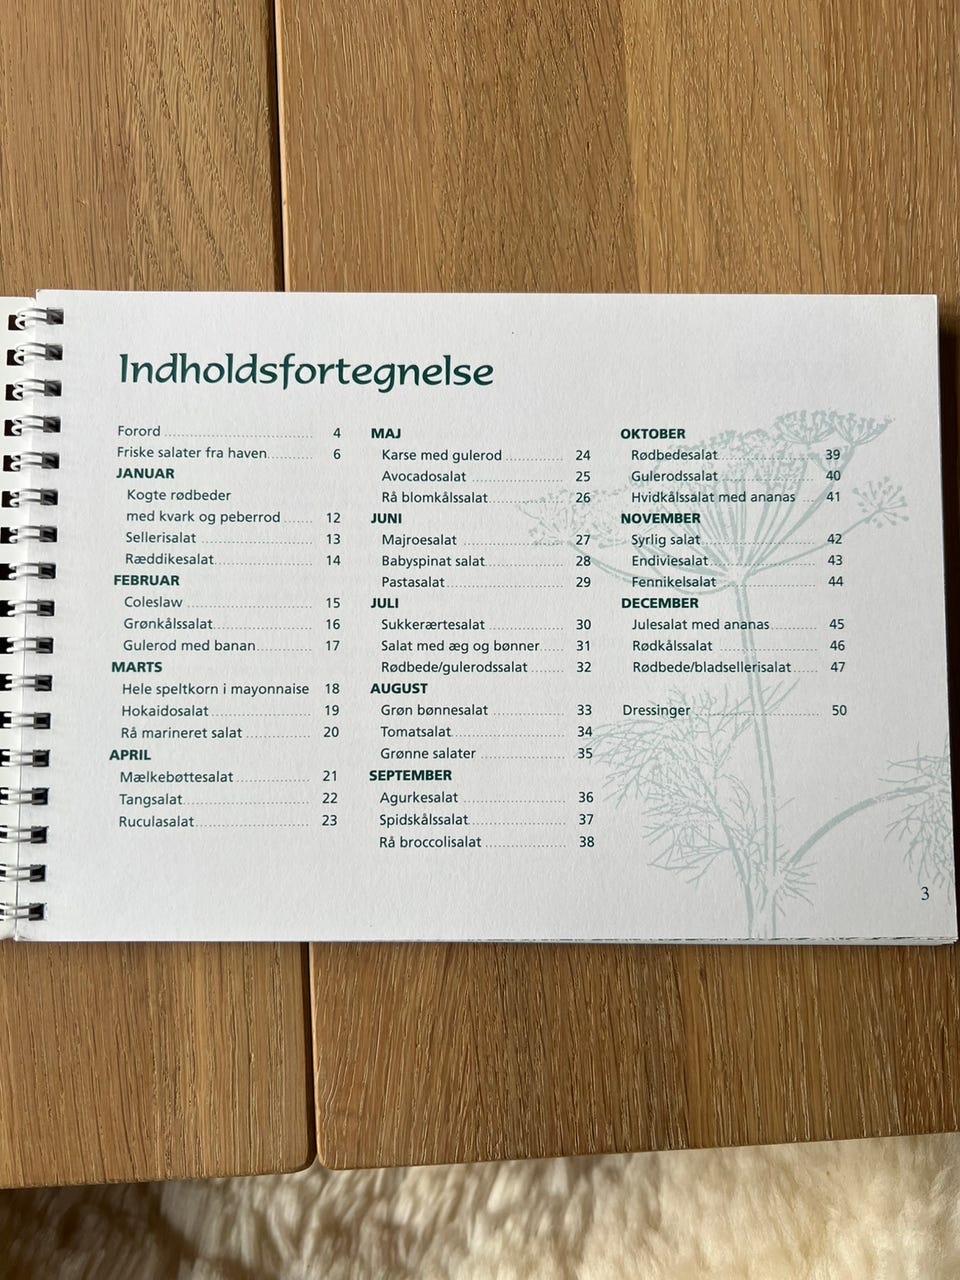 Indholdsfortegnelse
Forord 4
Friske salater fra haven 6
JANUAR
Kogte rødbeder
med kvark og peberrod 12
Sellerisalat 13
Ræddikesalat 14
FEBRUAR
Coleslaw 15
Grønkålssalat 16
Gulerod med banan 17
MARTS
Hele speltkorn i mayonnaise 18
Hokaidosalat 19
Rå marineret salat 20
APRIL
Mælkebøttesalat 21
Tangsalat 22
Ruculasalat 23
MAJ
Karse med gulerod 24
Avocadosalat 25
Rå blomkålssalat 26
JUNI
Majroesalat 27
Babyspinat salat 28
Pastasalat 29
JULI
Sukkerærtesalat 30
Salat med æg og bønner 31
Rødbede/gulerodssalat 32
AUGUST
Grøn bønnesalat 33
Tomatsalat 34
Grønne salater 35
SEPTEMBER
Agurkesalat 36
Spidskålssalat 37
Rå broccolisalat 38
OKTOBER
Rødbedesalat 39
Gulerodssalat 40
Hvidkålssalat med ananas 41
NOVEMBER
Syrlig salat 42
Endiviesalat 43
Fennikelsalat 44
DECEMBER
Julesalat med ananas 45
Rødkålssalat 46
Rødbede/bladsellerisalat 47
Dressinger 50
3